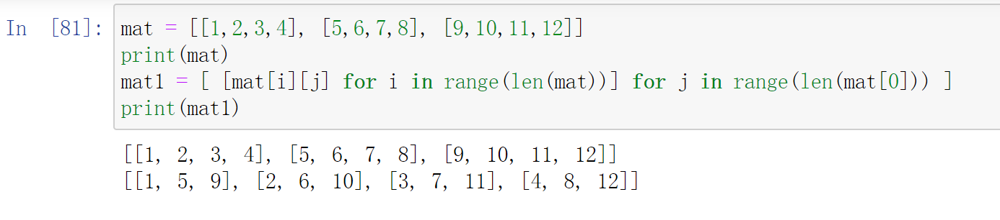 In [81]: mat = [[1,2,3,4], [5,6,7,8], [9,10,11,12]]
print(mat)
mat1 = [ [mat[i][j] for i in range(len(mat))] for j in range(len(mat[0])) ]
print(mat1)
[[1, 2, 3, 4], [5, 6, 7, 8], [9, 10, 11, 12]]
[[1, 5, 9], [2, 6, 10], [3, 7, 11], [4, 8, 12]]